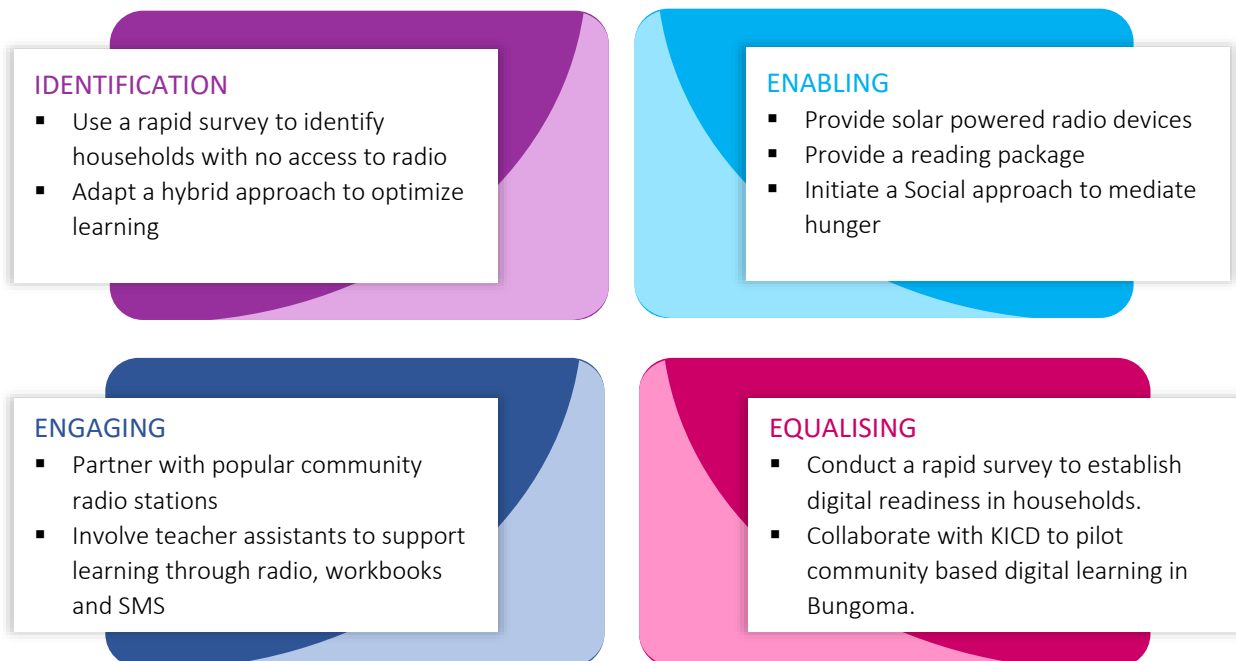 IDENTIFICATION
▪ Use a rapid survey to identify
households with no access to radio
▪ Adapt a hybrid approach to optimize
learning
ENABLING
▪ Provide solar powered radio devices
▪ Provide a reading package
▪ Initiate a Social approach to mediate
hunger
ENGAGING
▪ Partner with popular community
radio stations
▪ Involve teacher assistants to support
learning through radio, workbooks
and SMS
EQUALISING
▪ Conduct a rapid survey to establish
digital readiness in households.
▪ Collaborate with KICD to pilot
community based digital learning in
Bungoma.